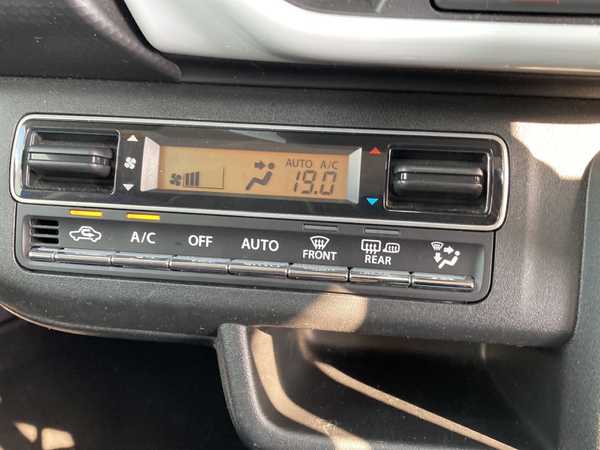 AUTO A/C
19.0
A/C
OFF
AUTO
FRONT
REAR